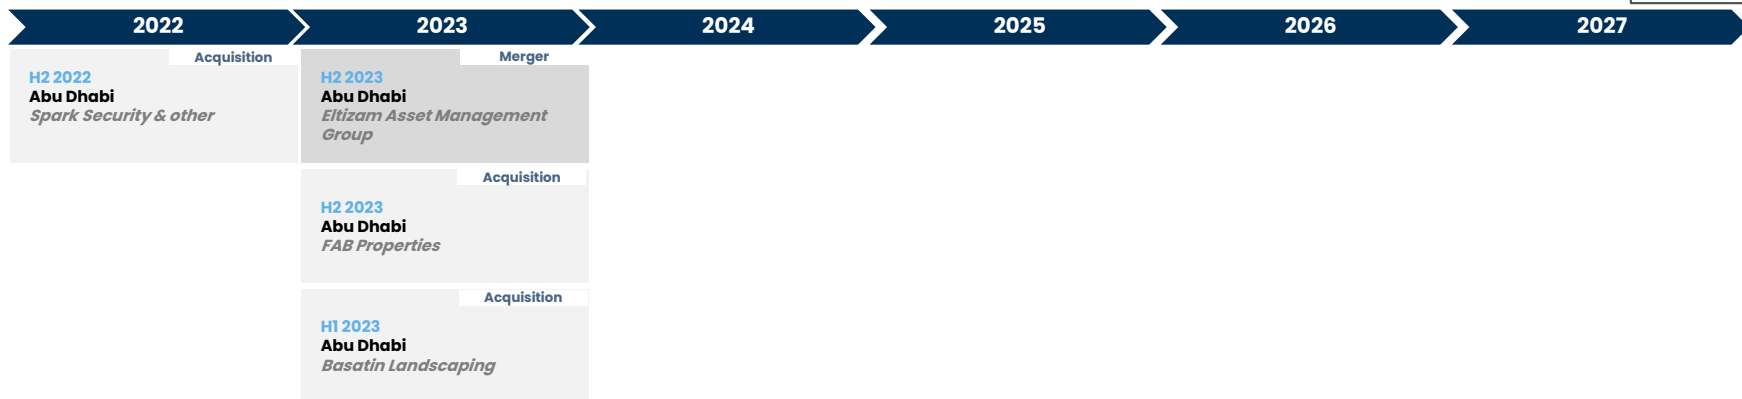 2022
2023
2024
2025
2026
2027
Acquisition
H2 2022
Abu Dhabi
Spark Security & other
Merger
H2 2023
Abu Dhabi
Eltizam Asset Management
Group
Acquisition
H2 2023
Abu Dhabi
FAB Properties
Acquisition
H1 2023
Abu Dhabi
Basatin Landscaping